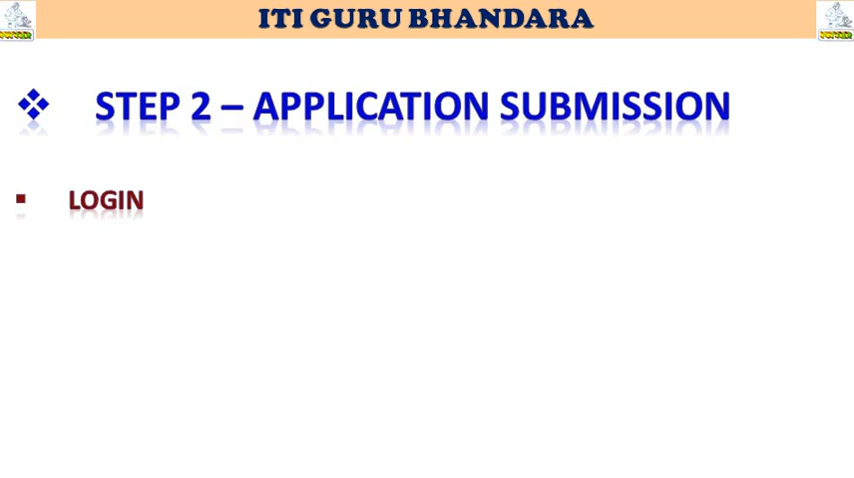 ITI GURU BHANDARA
STEP 2 – APPLICATION SUBMISSION
LOGIN